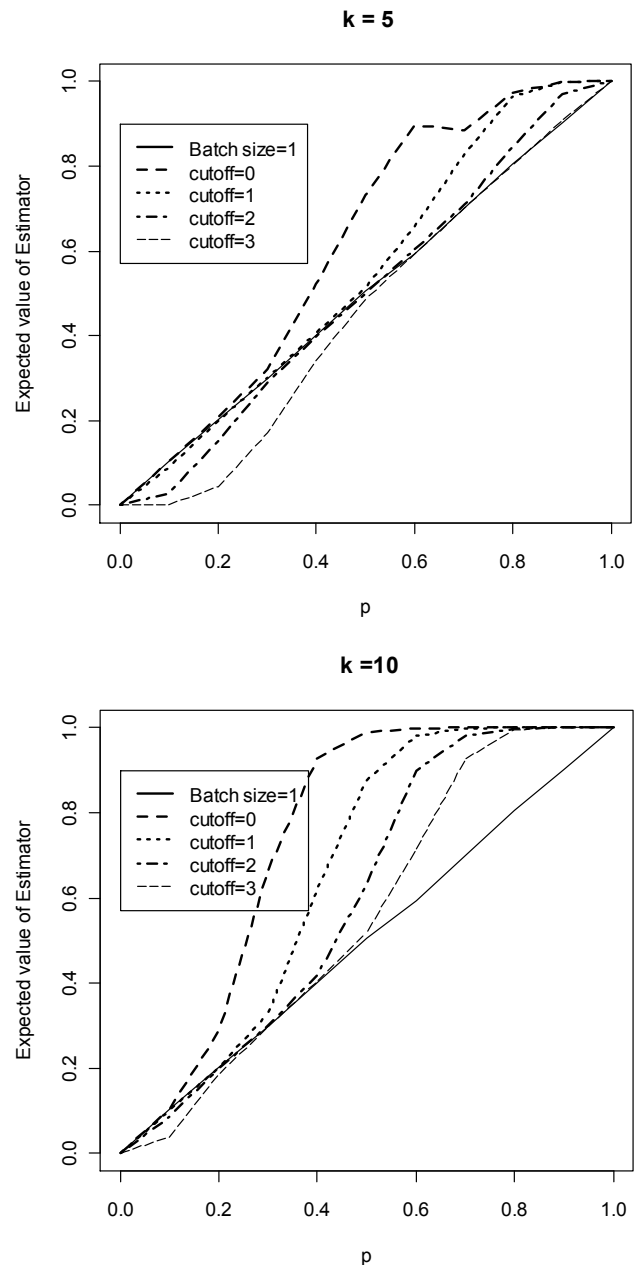 k = 5
Expected value of Estimator
1.0
0.8
0.6
0.4
0.2
0.0
Batch size=1
cutoff=0
cutoff=1
cutoff=2
cutoff=3
0.0 0.2 0.4 0.6 0.8 1.0
p
k =10
Expected value of Estimator
1.0
0.8
0.6
0.4
0.2
0.0
Batch size=1
cutoff=0
cutoff=1
cutoff=2
cutoff=3
0.0 0.2 0.4 0.6 0.8 1.0
p